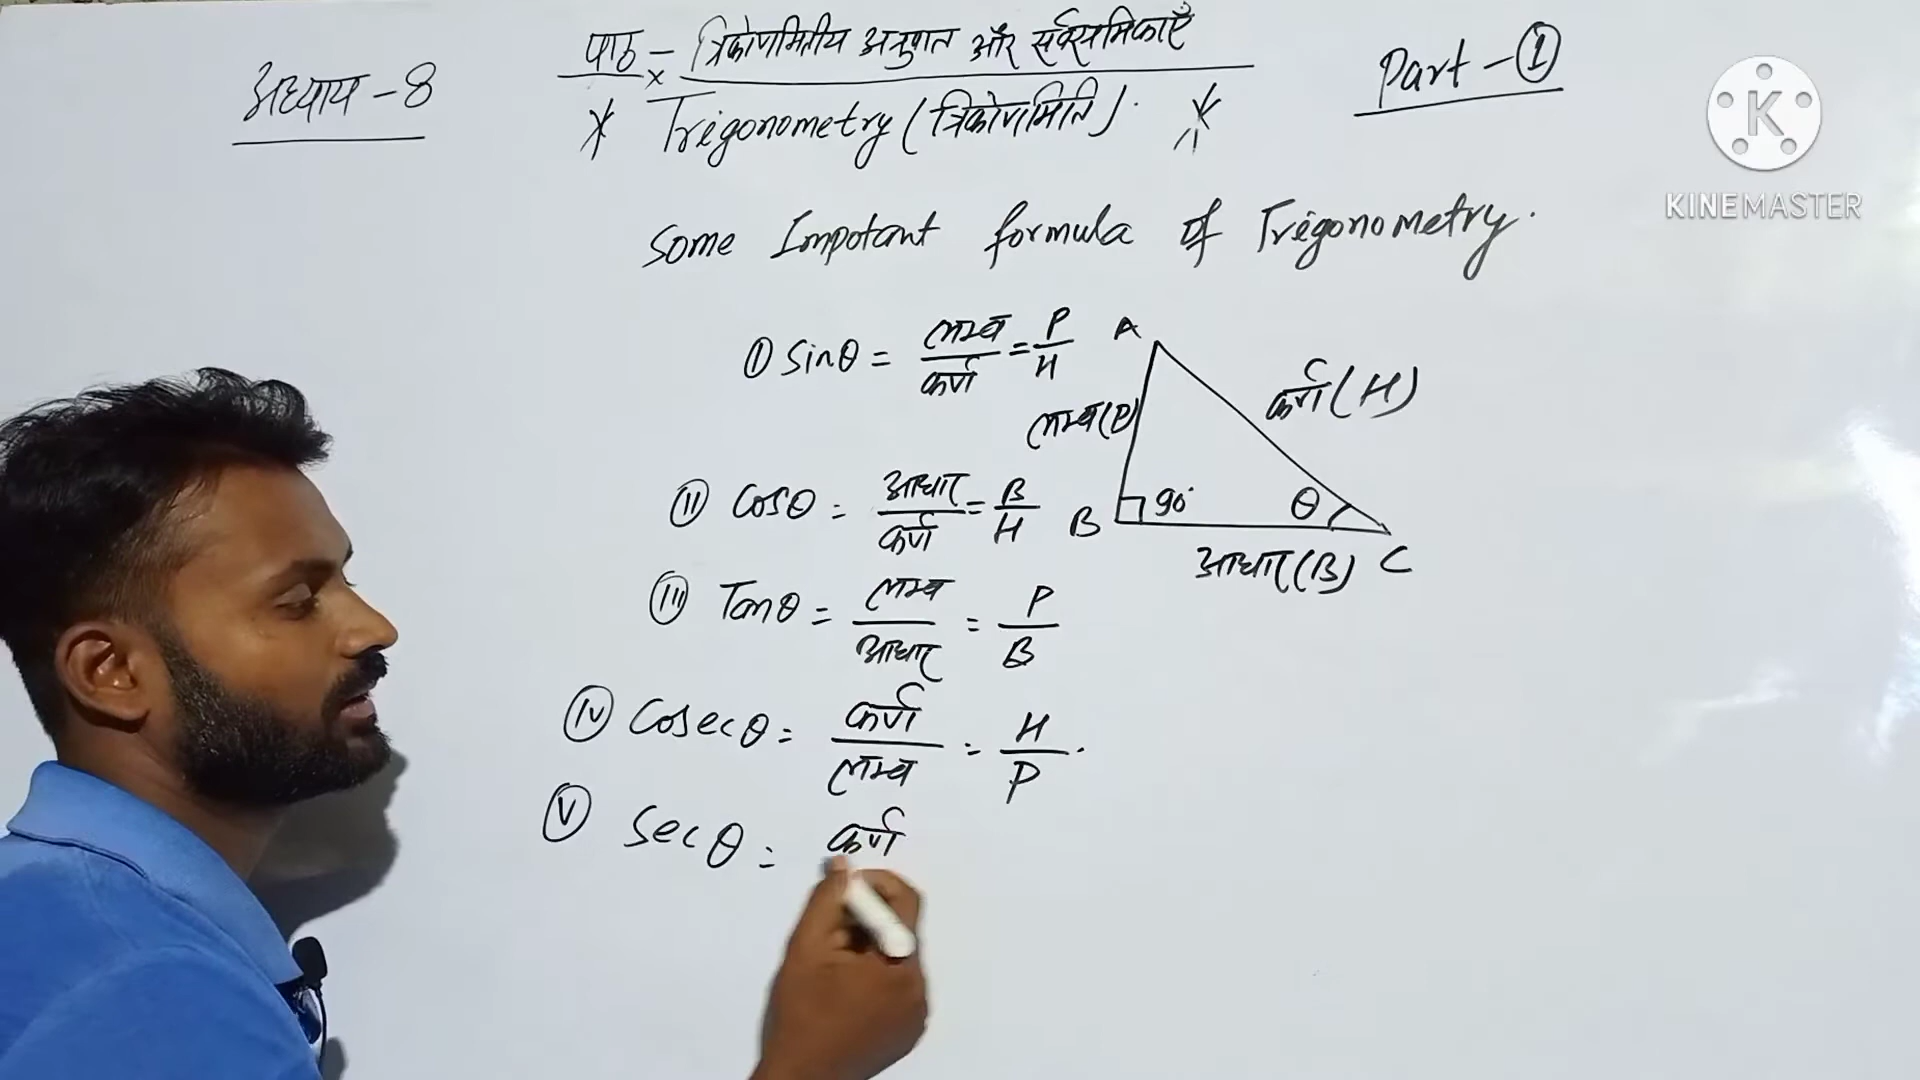 अध्याय - 8
पाठ - त्रिकोणमितीय अनुपात और सर्वसमिकाएँ
Part - ①
* Trigonometry (त्रिकोणमिति). *
K
KINEMASTER
Some Impotant formula of Trigonometry.
① Sinθ = लम्ब/कर्ण = P/H
A
कर्ण (H)
लम्ब (P)
90°
θ
B
C
आधार (B)
Ⅱ Cosθ = आधार/कर्ण = B/H
Ⅲ Tanθ = लम्ब/आधार = P/B
Ⅳ Cosecθ = कर्ण/लम्ब = H/P.
Ⅴ Secθ = कर्ण